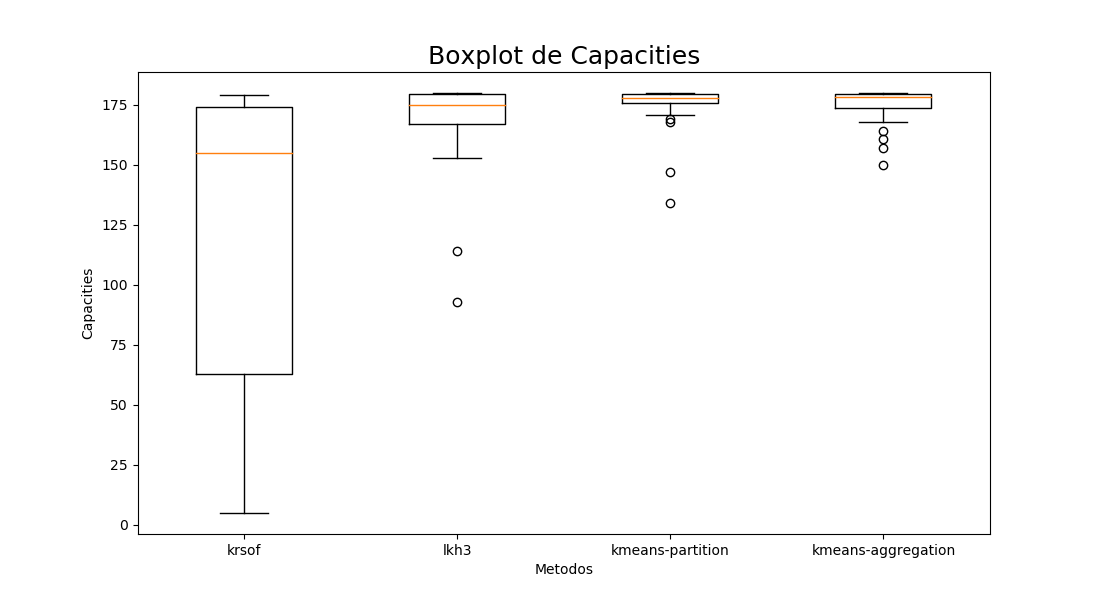 Boxplot de Capacities
Capacities
175
150
125
100
75
50
25
0
krsof lkh3 kmeans-partition kmeans-aggregation
Metodos